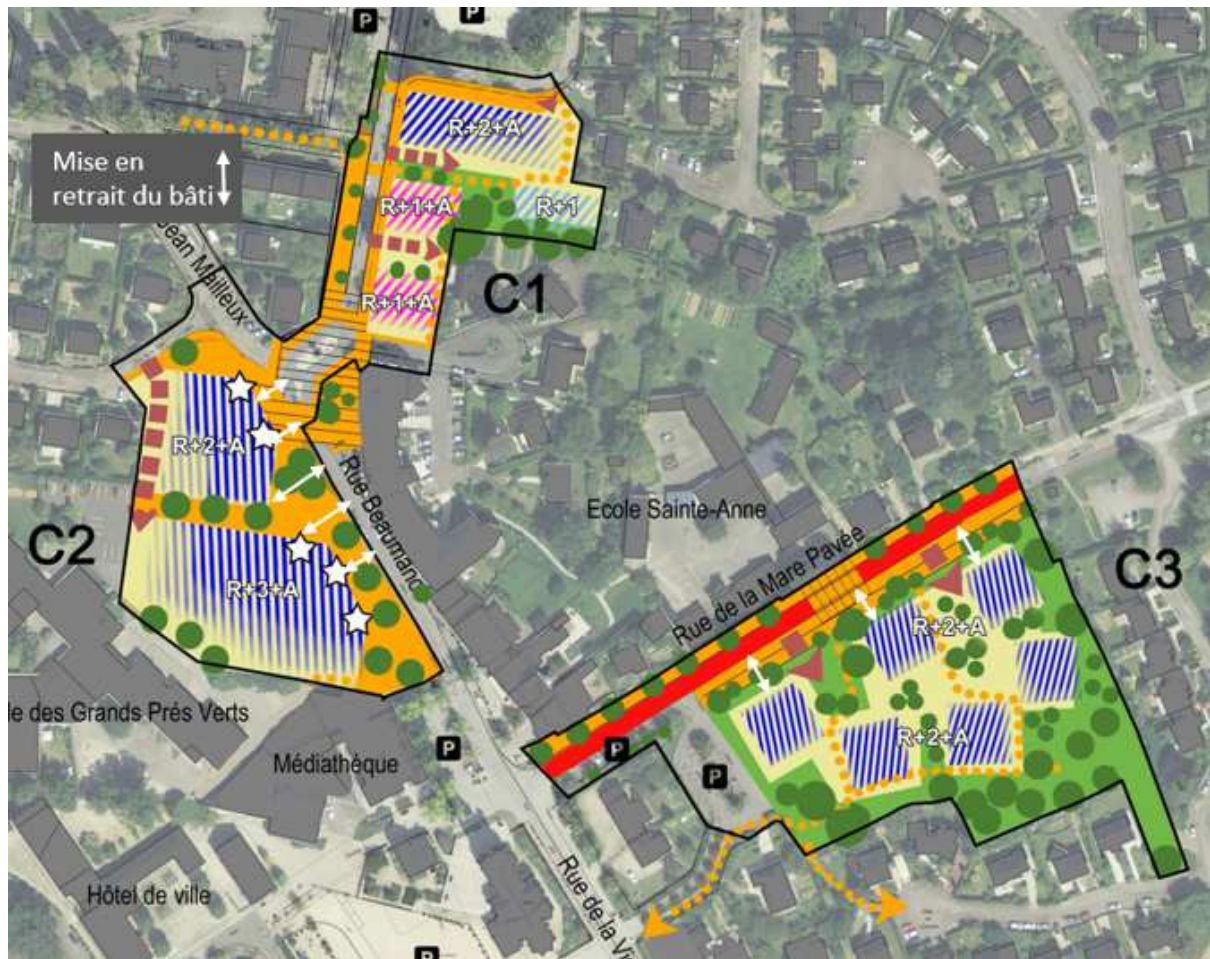 P
P
R+2+A
Mise en
retrait du bâti
R+1+A
R+1
Jean Mailleux
C1
R+1+A
R+2+A
Rue Beaumanoir
Ecole Sainte-Anne
C2
Rue de la Mare Pavée
C3
R+3+A
R+2+A
le des Grands Prés Verts
P
P
R+2+A
Médiathèque
P
Rue de la Vi
Hôtel de ville
P